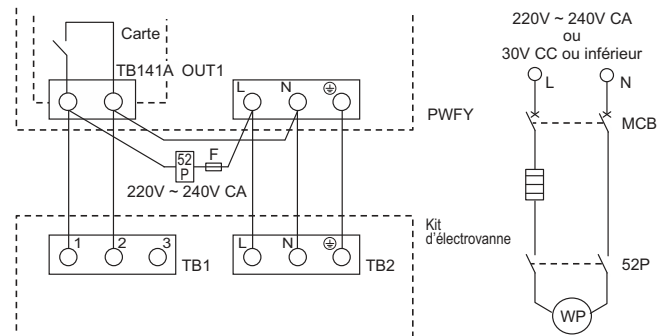 Carte
TB141A OUT1
L N
52
P
F
220V ~ 240V CA
PWFY
1 2 3
TB1
L N
TB2
Kit
d'électrovanne
220V ~ 240V CA
ou
30V CC ou inférieur
L N
MCB
52P
WP